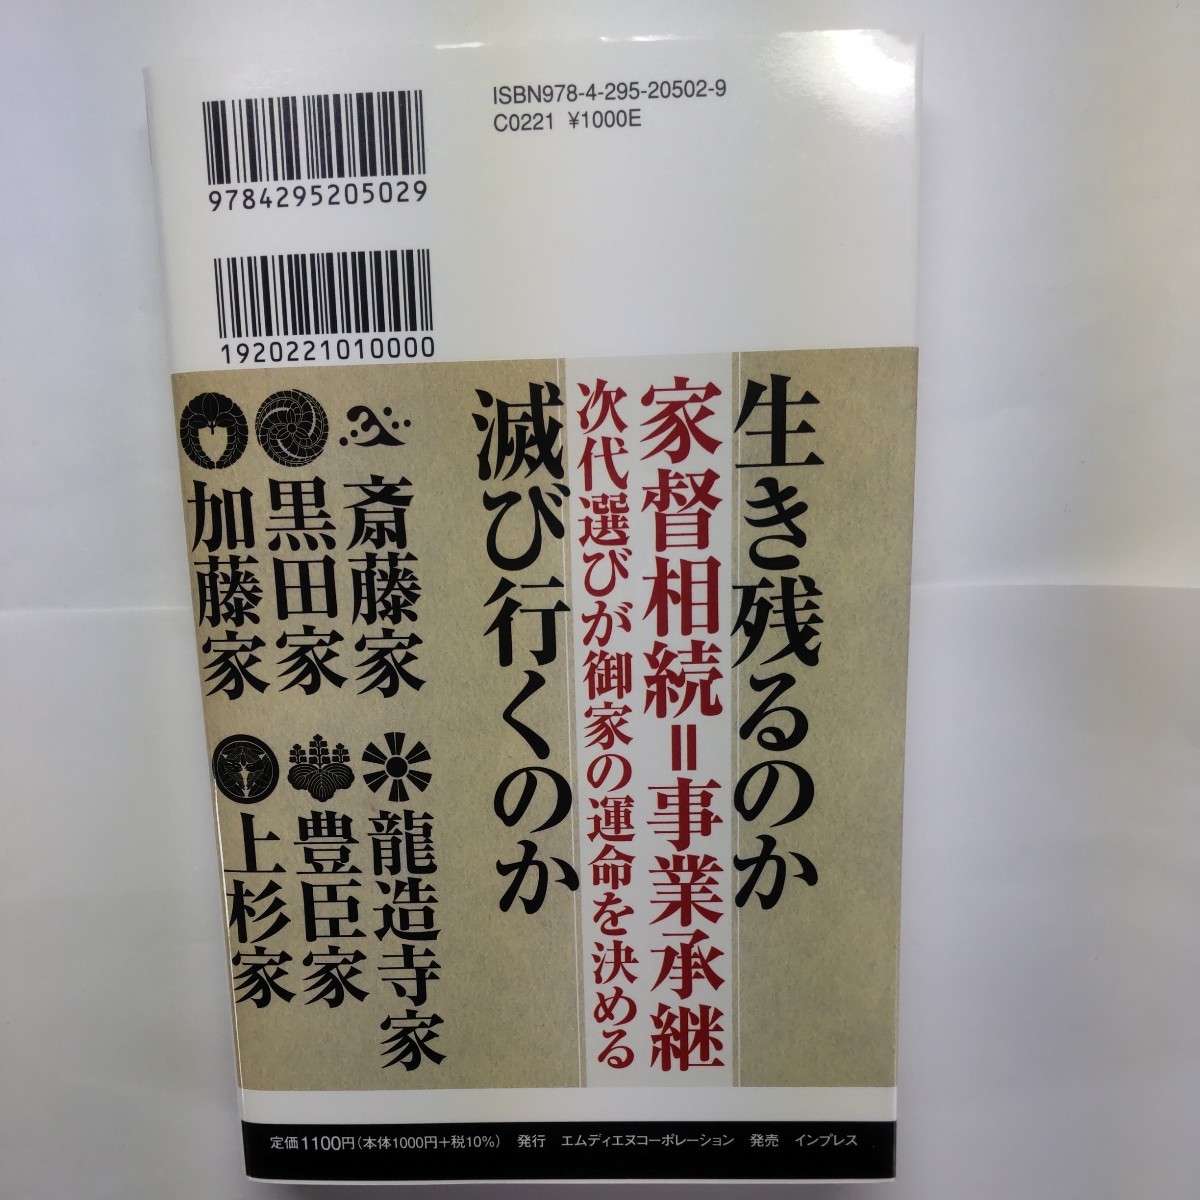 ISBN978-4-295-20502-9
C0221 ¥1000E
9784295205029
1920221010000
生き残るのか
家督相続=事業承継
次代選びが御家の運命を決める
滅び行くのか
斎藤家
黒田家
加藤家
龍造寺家
豊臣家
上杉家
定価1100円(本体1000円+税10%) 発行 エムディエヌコーポレーション 発売 インプレス